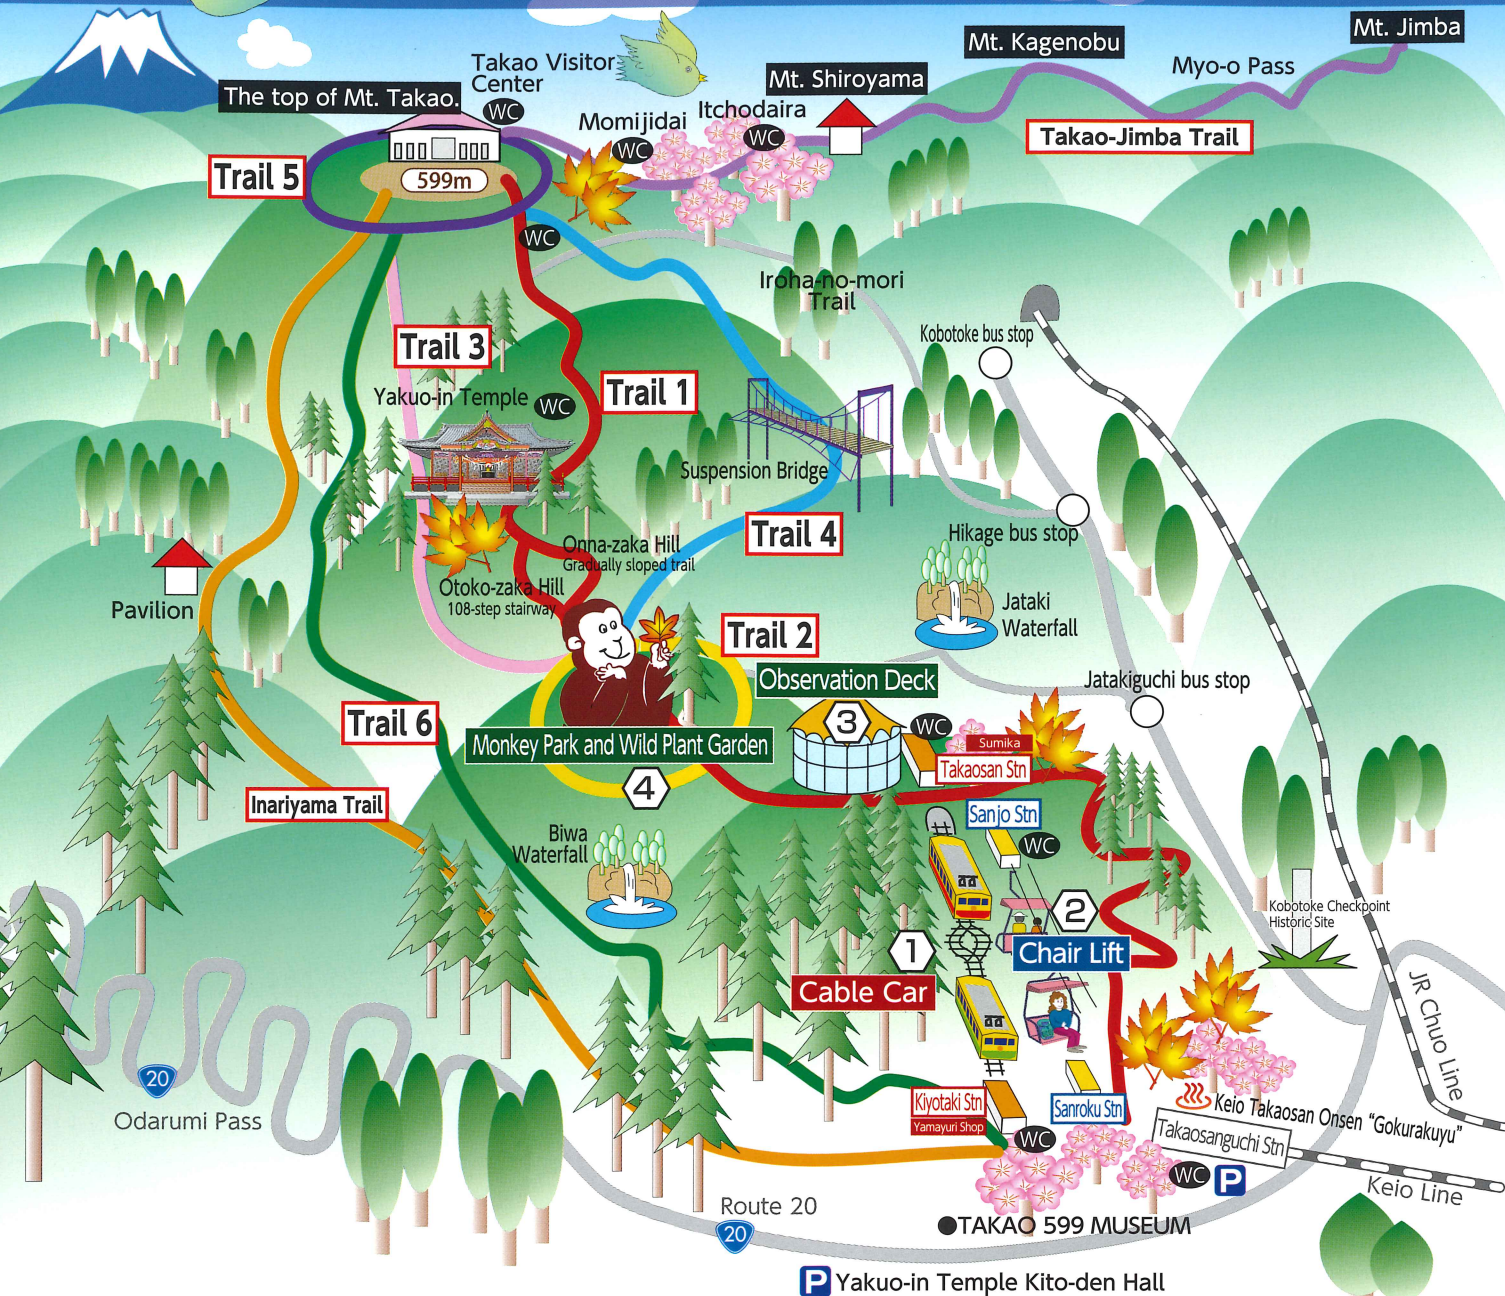 Mt. Jimba
Mt. Kagenobu
Myo-o Pass
Takao Visitor
Center
WC
Mt. Shiroyama
The top of Mt. Takao.
Itchodaira
WC
Momijidai
WC
Takao-Jimba Trail
Trail 5
599m
WC
Iroha-no-mori
Trail
Kobotoke bus stop
Trail 3
Trail 1
Yakuo-in Temple
WC
Suspension Bridge
Trail 4
Hikage bus stop
Onna-zaka Hill
Gradually sloped trail
Otoko-zaka Hill
108-step stairway
Pavilion
Jataki
Waterfall
Trail 2
Observation Deck
3
Jatakiguchi bus stop
Trail 6
WC
Sumika
Takaosan Stn
Monkey Park and Wild Plant Garden
4
Inariyama Trail
Sanjo Stn
WC
Biwa
Waterfall
2
Chair Lift
Kobotoke Checkpoint
Historic Site
1
Cable Car
JR Chuo Line
20
Odarumi Pass
Kiyotaki Stn
Yamayuri Shop
WC
Sanroku Stn
Keio Takaosan Onsen "Gokurakuyu"
Takaosanguchi Stn
WC
P
Keio Line
Route 20
20
TAKAO 599 MUSEUM
P Yakuo-in Temple Kito-den Hall